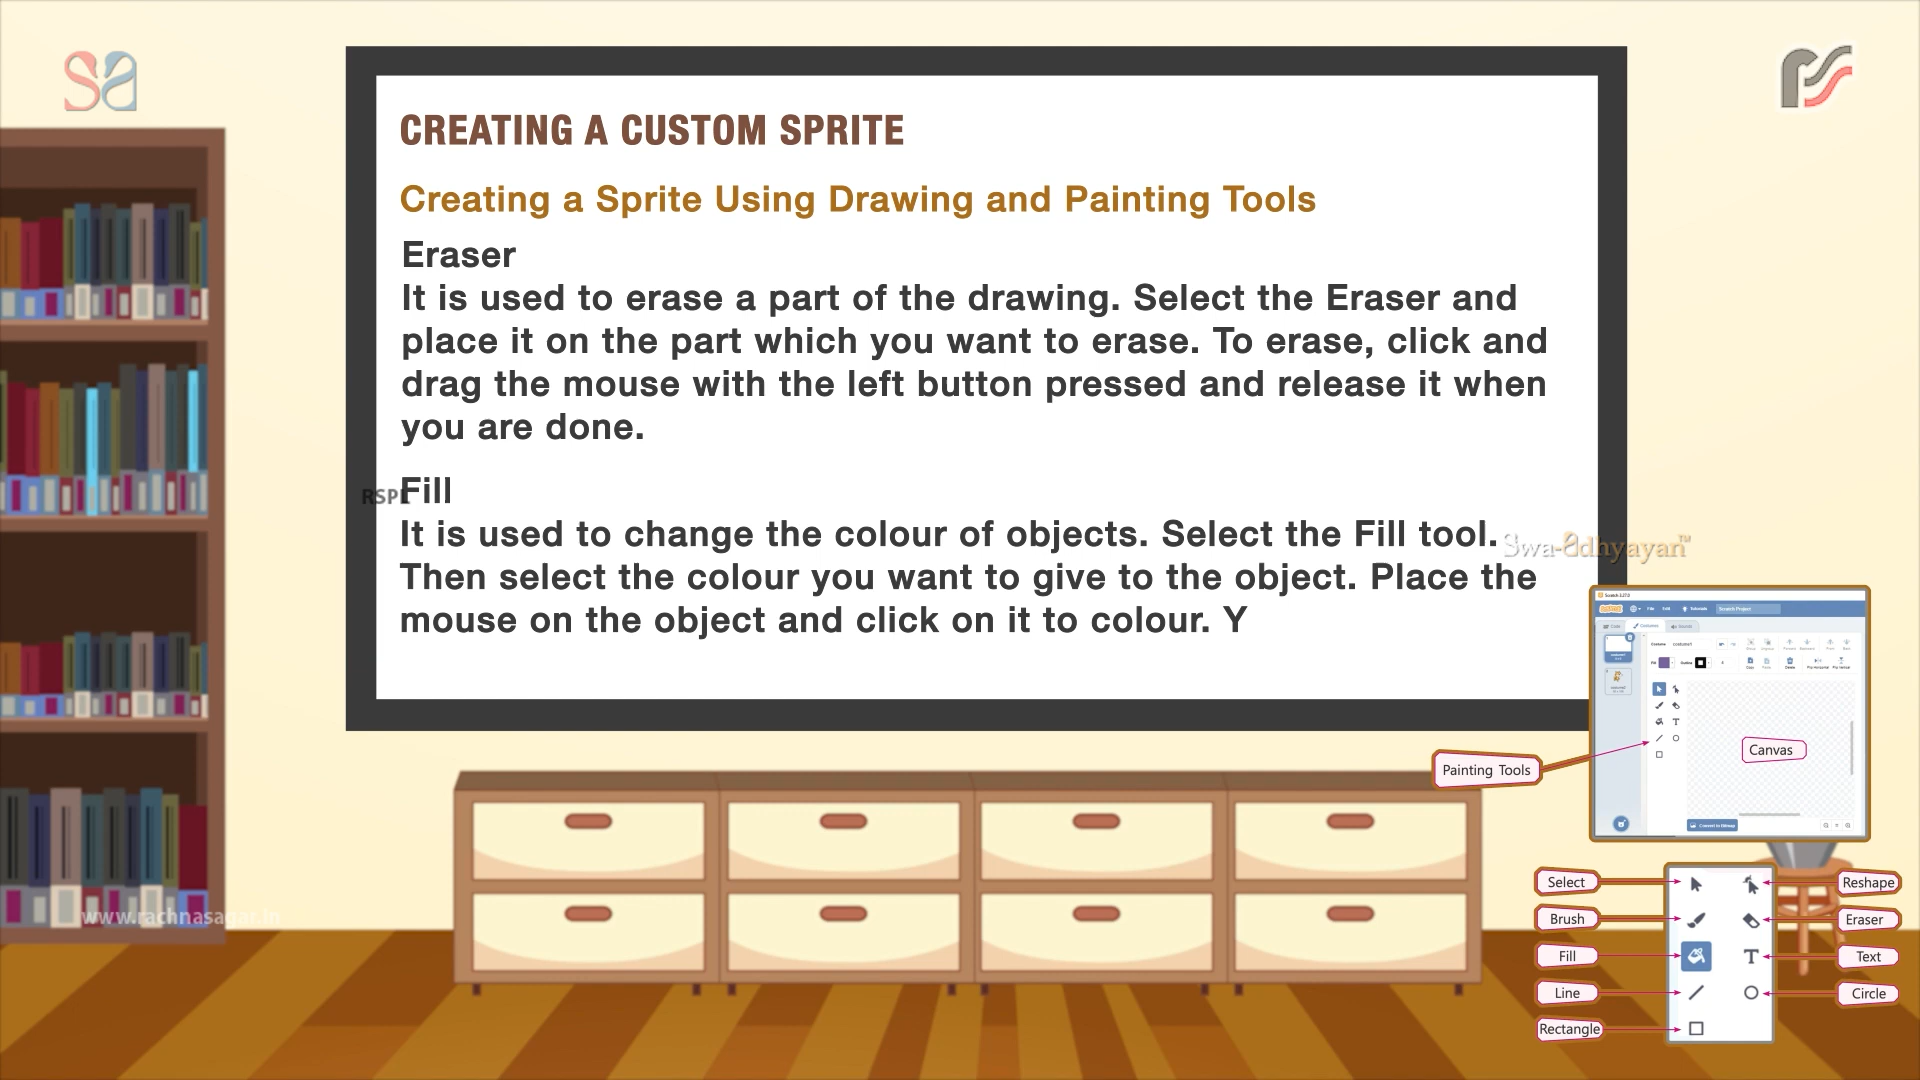 CREATING A CUSTOM SPRITE
Creating a Sprite Using Drawing and Painting Tools
Eraser
It is used to erase a part of the drawing. Select the Eraser and
place it on the part which you want to erase. To erase, click and
drag the mouse with the left button pressed and release it when
you are done.
RSPL
Fill
It is used to change the colour of objects. Select the Fill tool.
Then select the colour you want to give to the object. Place the
mouse on the object and click on it to colour. Y
Swa-adhyayan™
Painting Tools
Canvas
Convert to Bitmap
Select
Reshape
Brush
Eraser
Fill
Text
Line
Circle
Rectangle
www.rachnasagar.in